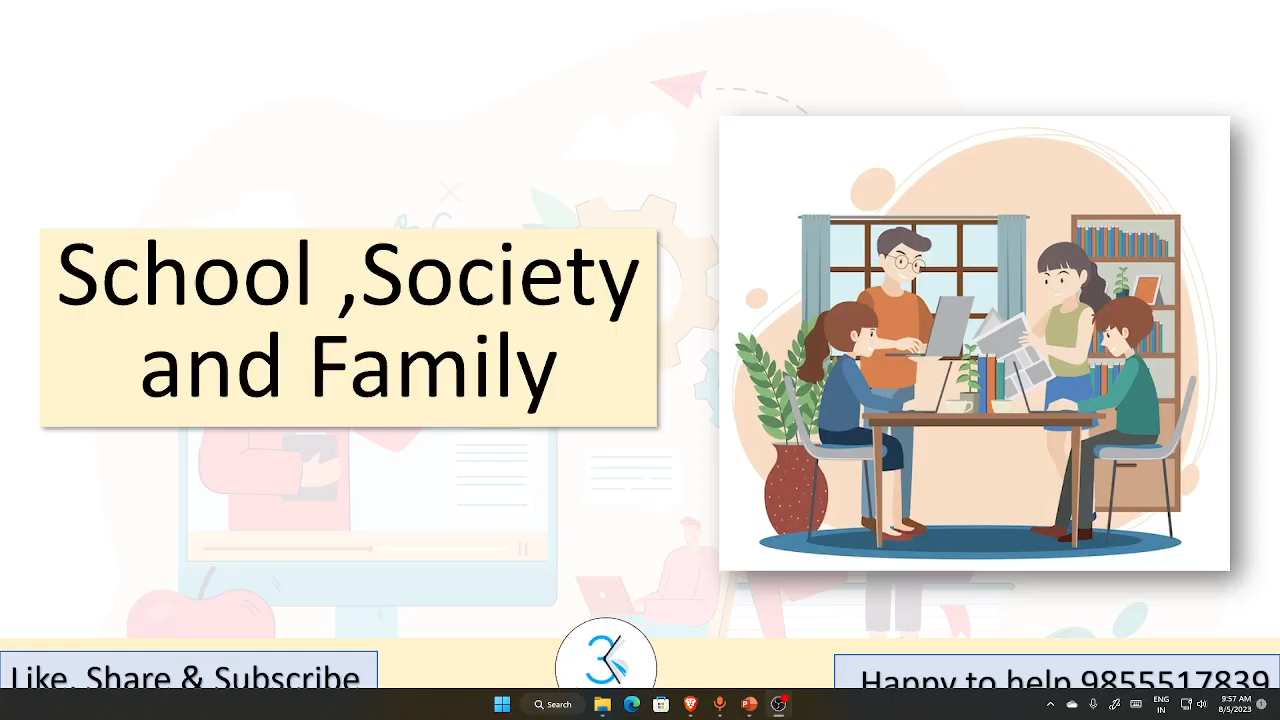 School ,Society
and Family
Like, Share & Subscribe
3
Happy to help 9855517839
Search
ENG
IN
9:57 AM
8/5/2023